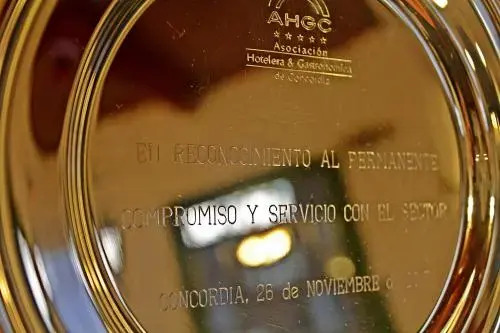 AHGC
Asociación
Hotelera & Gastronómica
de Concordia
EN RECONOCIMIENTO AL PERMANENTE
COMPROMISO Y SERVICIO CON EL SECTOR
CONCORDIA, 26 de NOVIEMBRE